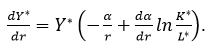 dY*/dr = Y* (−α/r + dα/dr ln K*/L*).